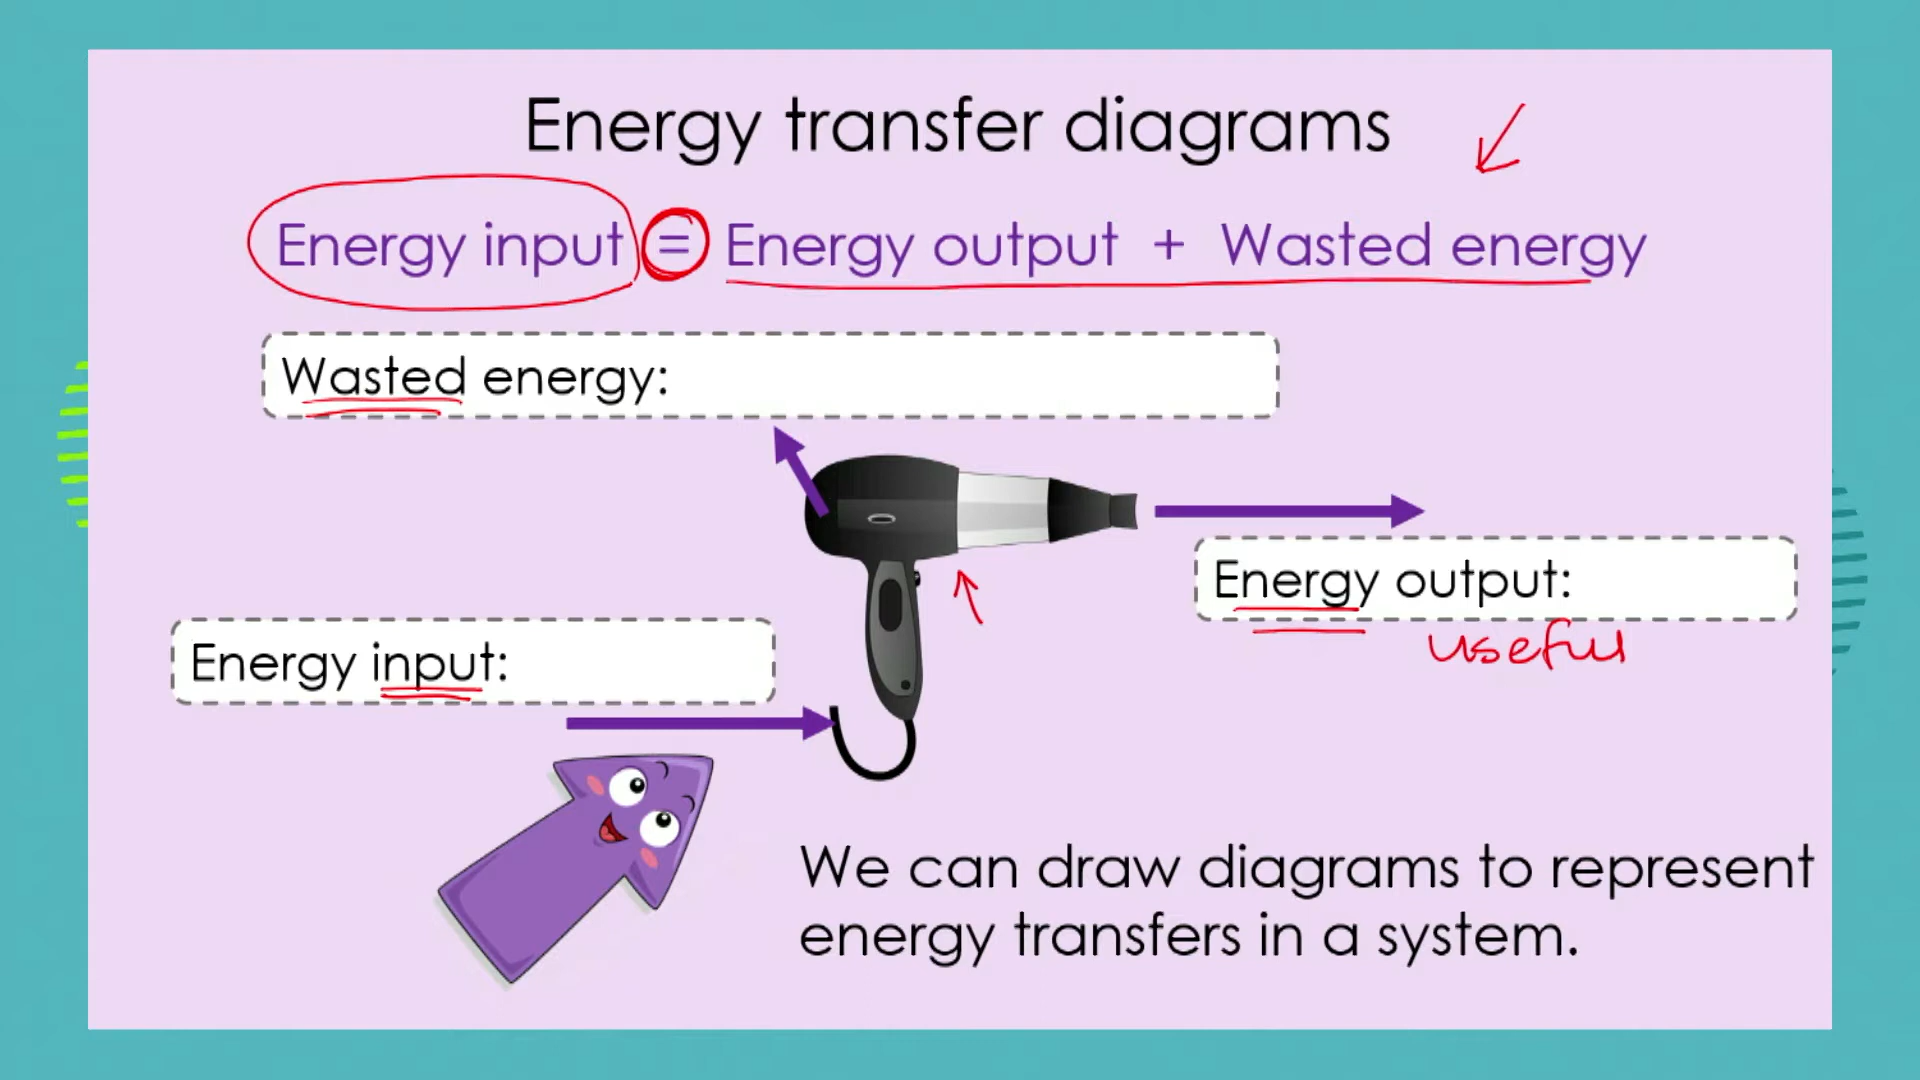 Energy transfer diagrams
Energy input = Energy output + Wasted energy
Wasted energy:
Energy output:
useful
Energy input:
We can draw diagrams to represent
energy transfers in a system.